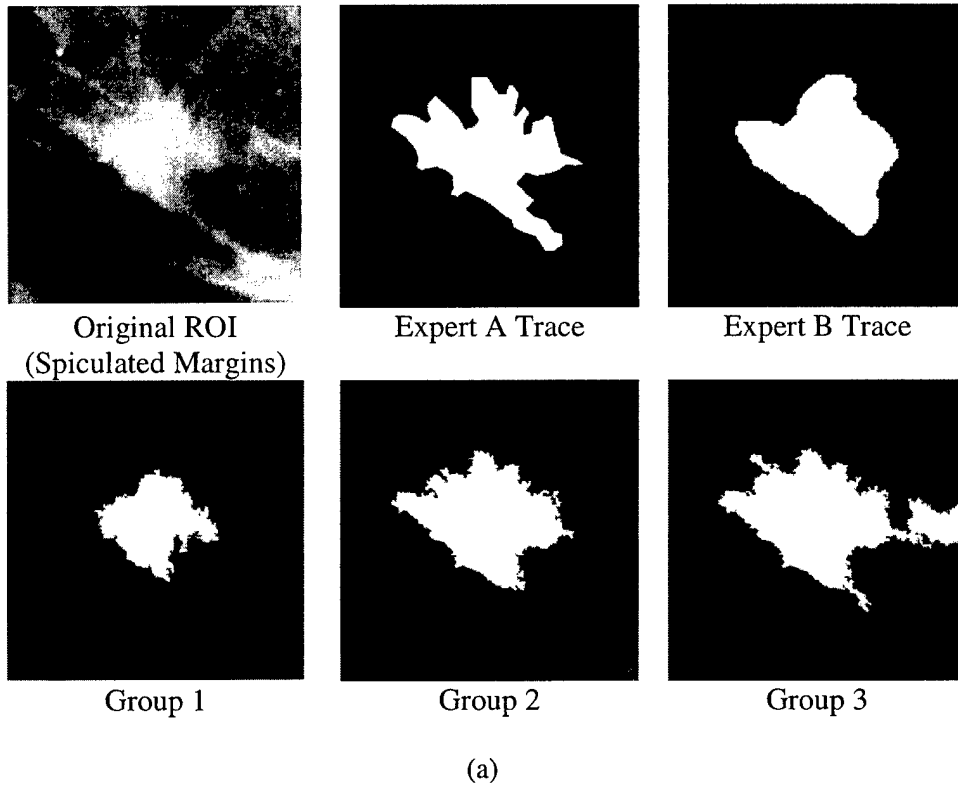 Original ROI
(Spiculated Margins)
Expert A Trace
Expert B Trace
Group 1
Group 2
Group 3
(a)